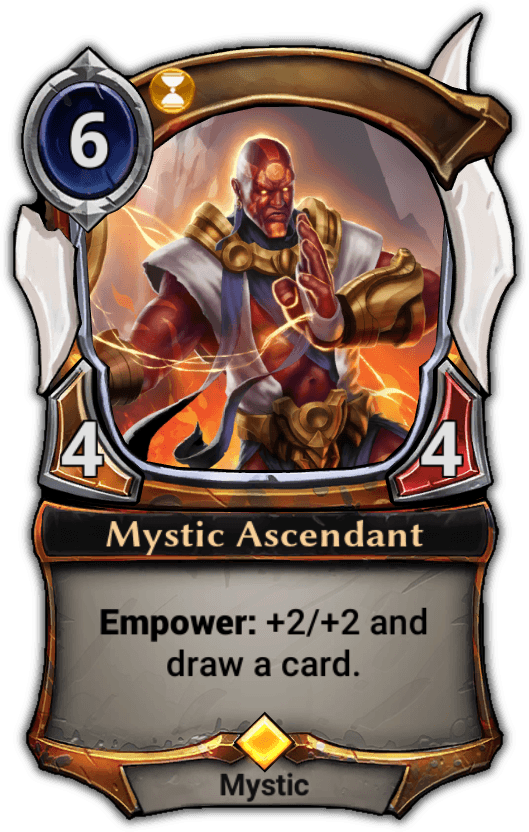 6
4
4
Mystic Ascendant
Empower: +2/+2 and
draw a card.
Mystic